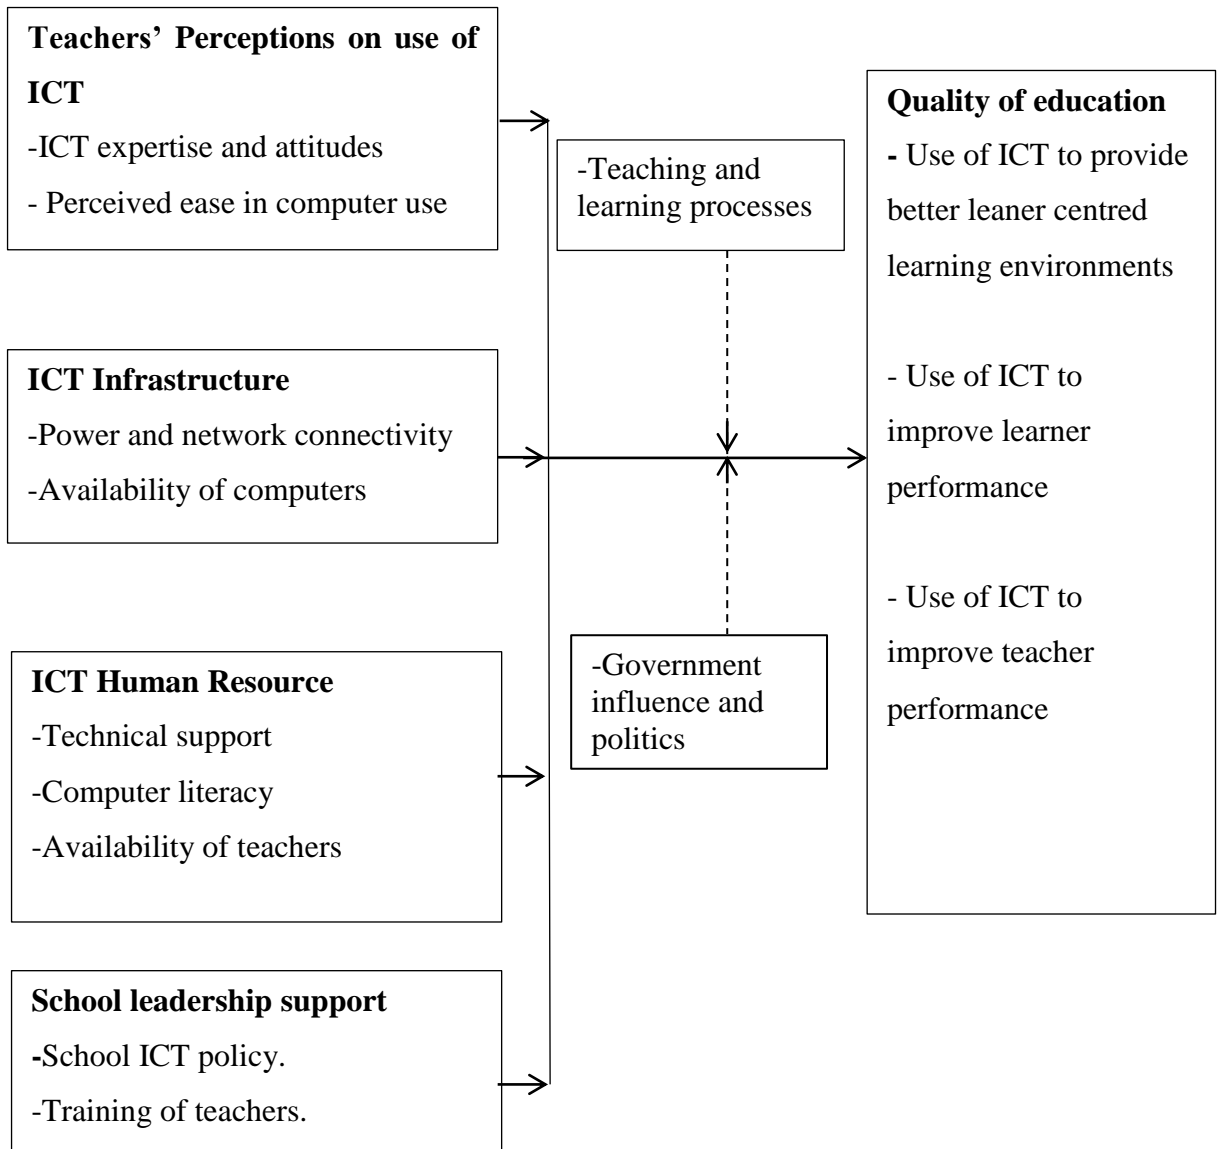 Teachers’ Perceptions on use of
ICT
-ICT expertise and attitudes
- Perceived ease in computer use
ICT Infrastructure
-Power and network connectivity
-Availability of computers
ICT Human Resource
-Technical support
-Computer literacy
-Availability of teachers
School leadership support
-School ICT policy.
-Training of teachers.
-Teaching and
learning processes
-Government
influence and
politics
Quality of education
- Use of ICT to provide
better leaner centred
learning environments
- Use of ICT to
improve learner
performance
- Use of ICT to
improve teacher
performance